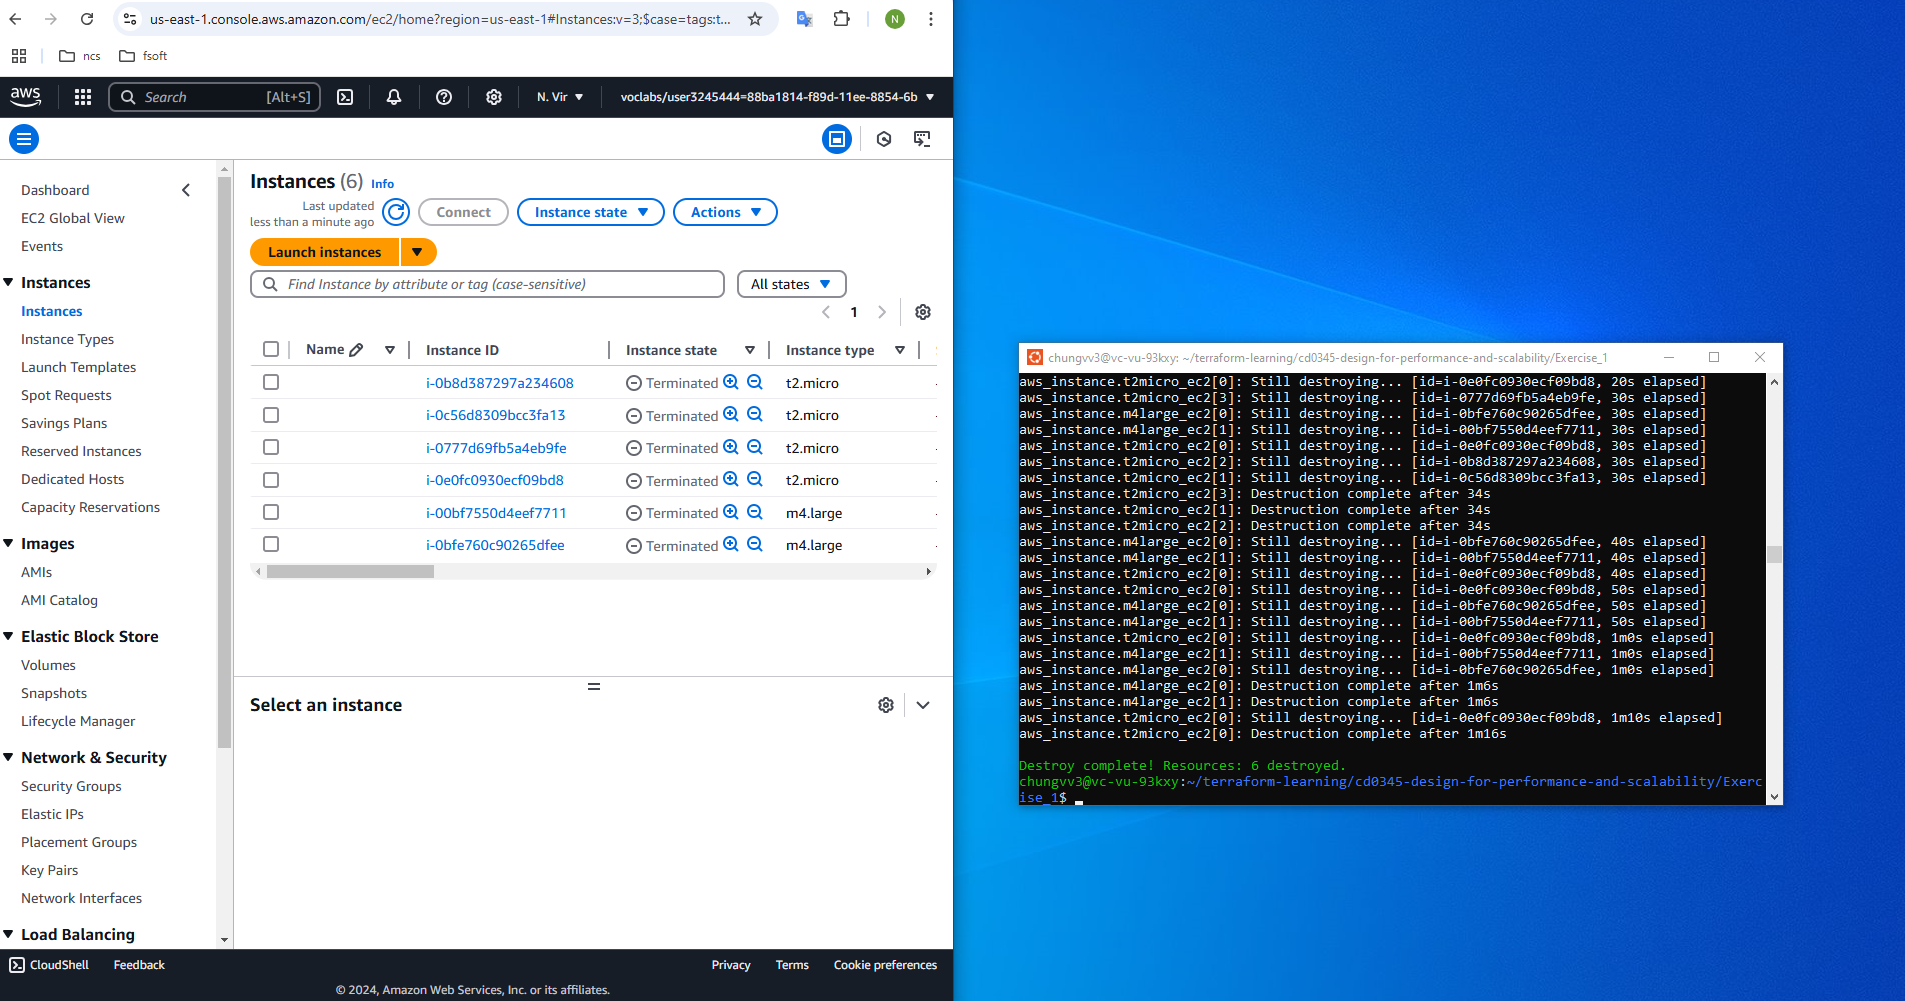 us-east-1.console.aws.amazon.com/ec2/home?region=us-east-1#Instances:v=3;$case=tags:t...
N
ncs
fsoft
aws
Search [Alt+S]
N. Vir
voclabs/user3245444=88ba1814-f89d-11ee-8854-6b
Dashboard
EC2 Global View
Events
Instances
Instances
Instance Types
Launch Templates
Spot Requests
Savings Plans
Reserved Instances
Dedicated Hosts
Capacity Reservations
Images
AMIs
AMI Catalog
Elastic Block Store
Volumes
Snapshots
Lifecycle Manager
Network & Security
Security Groups
Elastic IPs
Placement Groups
Key Pairs
Network Interfaces
Load Balancing
Instances (6) Info
Last updated
less than a minute ago
Connect
Instance state
Actions
Launch instances
Find Instance by attribute or tag (case-sensitive)
All states
1
Name Instance ID Instance state Instance type
i-0b8d387297a234608 Terminated t2.micro
i-0c56d8309bcc3fa13 Terminated t2.micro
i-0777d69fb5a4eb9fe Terminated t2.micro
i-0e0fc0930ecf09bd8 Terminated t2.micro
i-00bf7550d4eef7711 Terminated m4.large
i-0bfe760c90265dfee Terminated m4.large
Select an instance
CloudShell Feedback Privacy Terms Cookie preferences
© 2024, Amazon Web Services, Inc. or its affiliates.
chungvv3@vc-vu-93kxy: ~/terraform-learning/cd0345-design-for-performance-and-scalability/Exercise_1
aws_instance.t2micro_ec2[0]: Still destroying... [id=i-0e0fc0930ecf09bd8, 20s elapsed]
aws_instance.t2micro_ec2[3]: Still destroying... [id=i-0777d69fb5a4eb9fe, 30s elapsed]
aws_instance.m4large_ec2[0]: Still destroying... [id=i-0bfe760c90265dfee, 30s elapsed]
aws_instance.m4large_ec2[1]: Still destroying... [id=i-00bf7550d4eef7711, 30s elapsed]
aws_instance.t2micro_ec2[0]: Still destroying... [id=i-0e0fc0930ecf09bd8, 30s elapsed]
aws_instance.t2micro_ec2[2]: Still destroying... [id=i-0b8d387297a234608, 30s elapsed]
aws_instance.t2micro_ec2[1]: Still destroying... [id=i-0c56d8309bcc3fa13, 30s elapsed]
aws_instance.t2micro_ec2[3]: Destruction complete after 34s
aws_instance.t2micro_ec2[1]: Destruction complete after 34s
aws_instance.t2micro_ec2[2]: Destruction complete after 34s
aws_instance.m4large_ec2[0]: Still destroying... [id=i-0bfe760c90265dfee, 40s elapsed]
aws_instance.m4large_ec2[1]: Still destroying... [id=i-00bf7550d4eef7711, 40s elapsed]
aws_instance.t2micro_ec2[0]: Still destroying... [id=i-0e0fc0930ecf09bd8, 40s elapsed]
aws_instance.t2micro_ec2[0]: Still destroying... [id=i-0e0fc0930ecf09bd8, 50s elapsed]
aws_instance.m4large_ec2[0]: Still destroying... [id=i-0bfe760c90265dfee, 50s elapsed]
aws_instance.m4large_ec2[1]: Still destroying... [id=i-00bf7550d4eef7711, 50s elapsed]
aws_instance.t2micro_ec2[0]: Still destroying... [id=i-0e0fc0930ecf09bd8, 1m0s elapsed]
aws_instance.m4large_ec2[1]: Still destroying... [id=i-00bf7550d4eef7711, 1m0s elapsed]
aws_instance.m4large_ec2[0]: Still destroying... [id=i-0bfe760c90265dfee, 1m0s elapsed]
aws_instance.m4large_ec2[0]: Destruction complete after 1m6s
aws_instance.m4large_ec2[1]: Destruction complete after 1m6s
aws_instance.t2micro_ec2[0]: Still destroying... [id=i-0e0fc0930ecf09bd8, 1m10s elapsed]
aws_instance.t2micro_ec2[0]: Destruction complete after 1m16s
Destroy complete! Resources: 6 destroyed.
chungvv3@vc-vu-93kxy:~/terraform-learning/cd0345-design-for-performance-and-scalability/Exerc
ise_1$